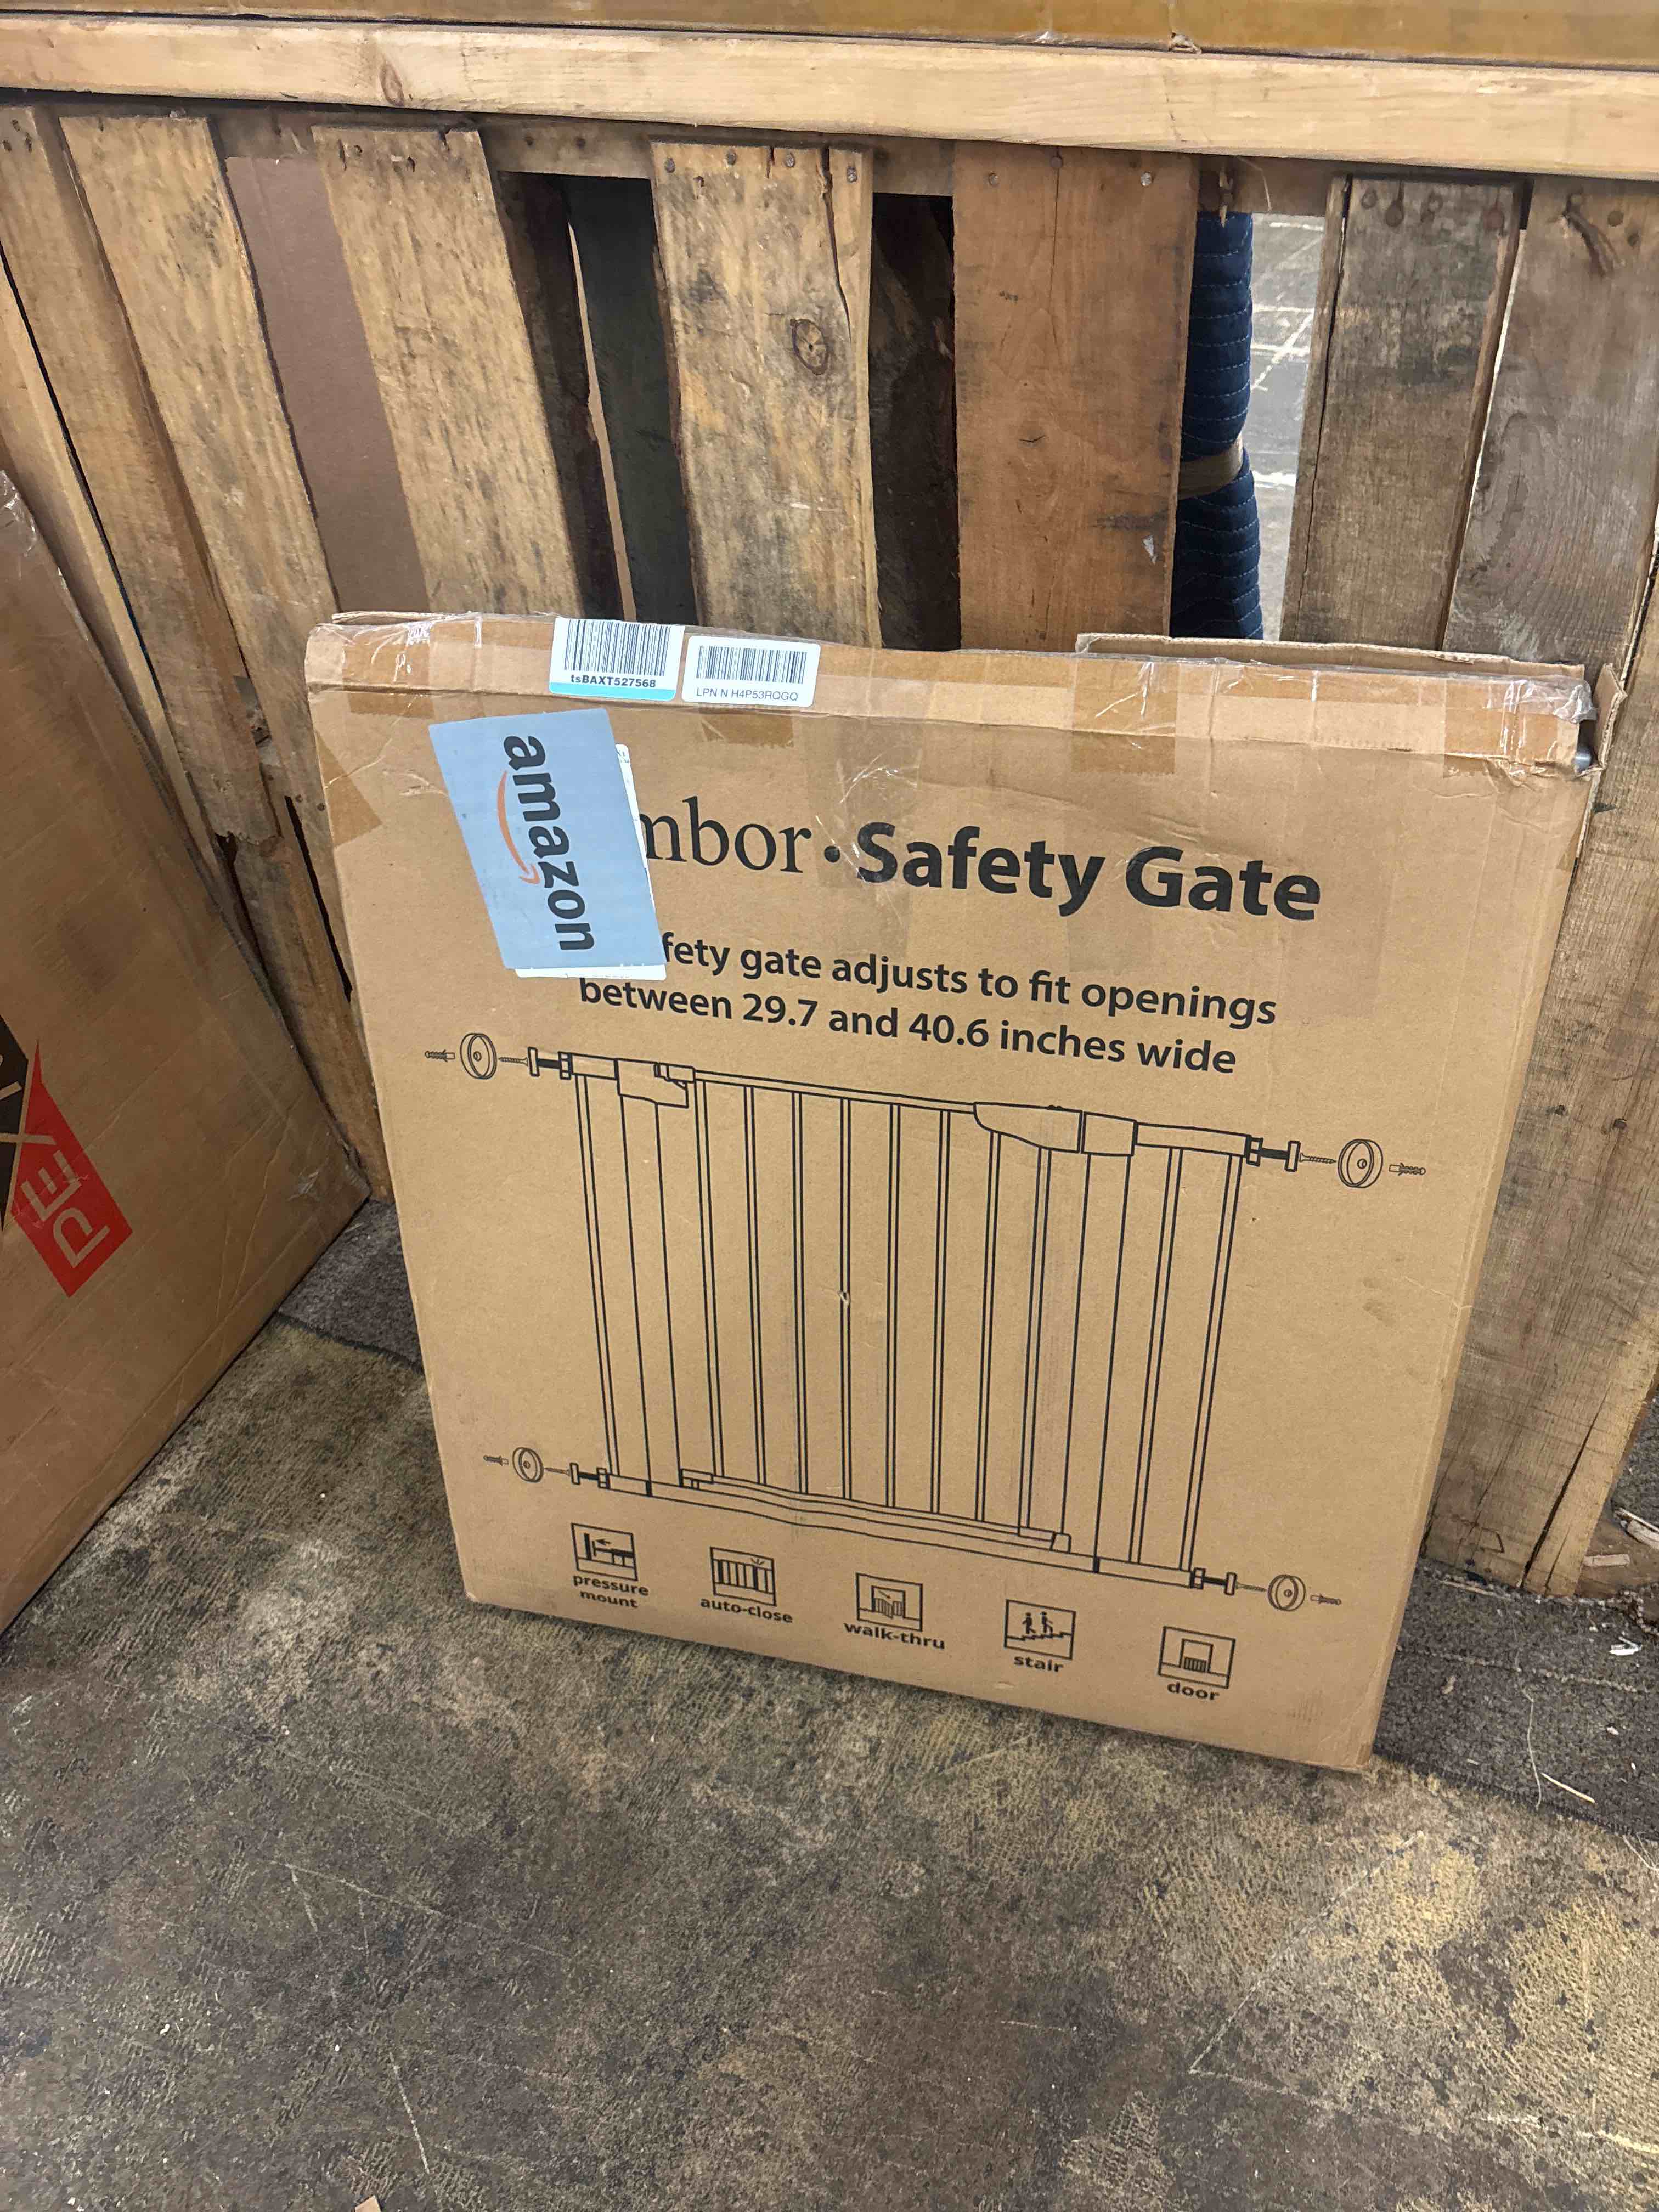 tsBAXT527568
LPN N H4P53RQGQ
amazon
mbor · Safety Gate
fety gate adjusts to fit openings
between 29.7 and 40.6 inches wide
pressure
mount
auto-close
walk-thru
stair
door